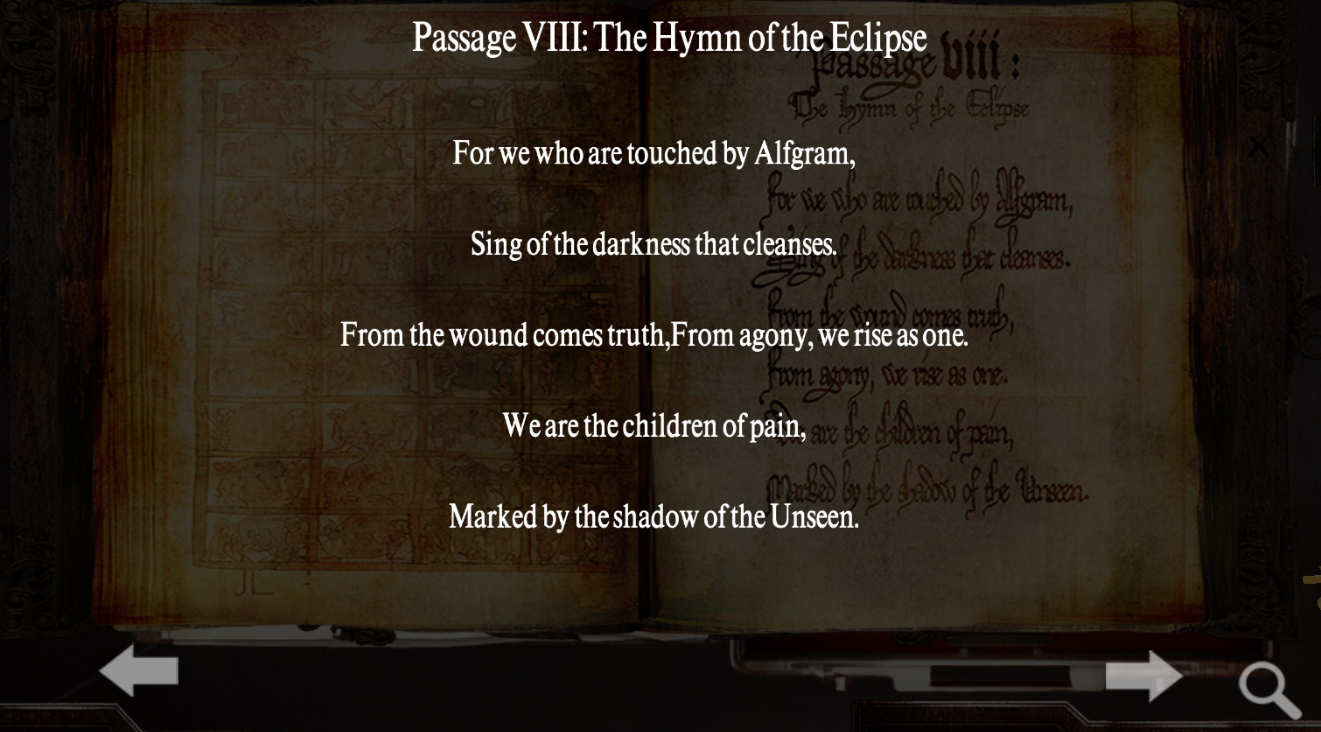 Passage VIII: The Hymn of the Eclipse
For we who are touched by Alfgram,
Sing of the darkness that cleanses.
From the wound comes truth,From agony, we rise as one.
We are the children of pain,
Marked by the shadow of the Unseen.
Passage viii :
The Hymn of the Eclipse
For we who are touched by Alfgram,
Sing of the darkness that cleanses.
From the wound comes truth,
From agony, we rise as one.
We are the children of pain,
Marked by the shadow of the Unseen.